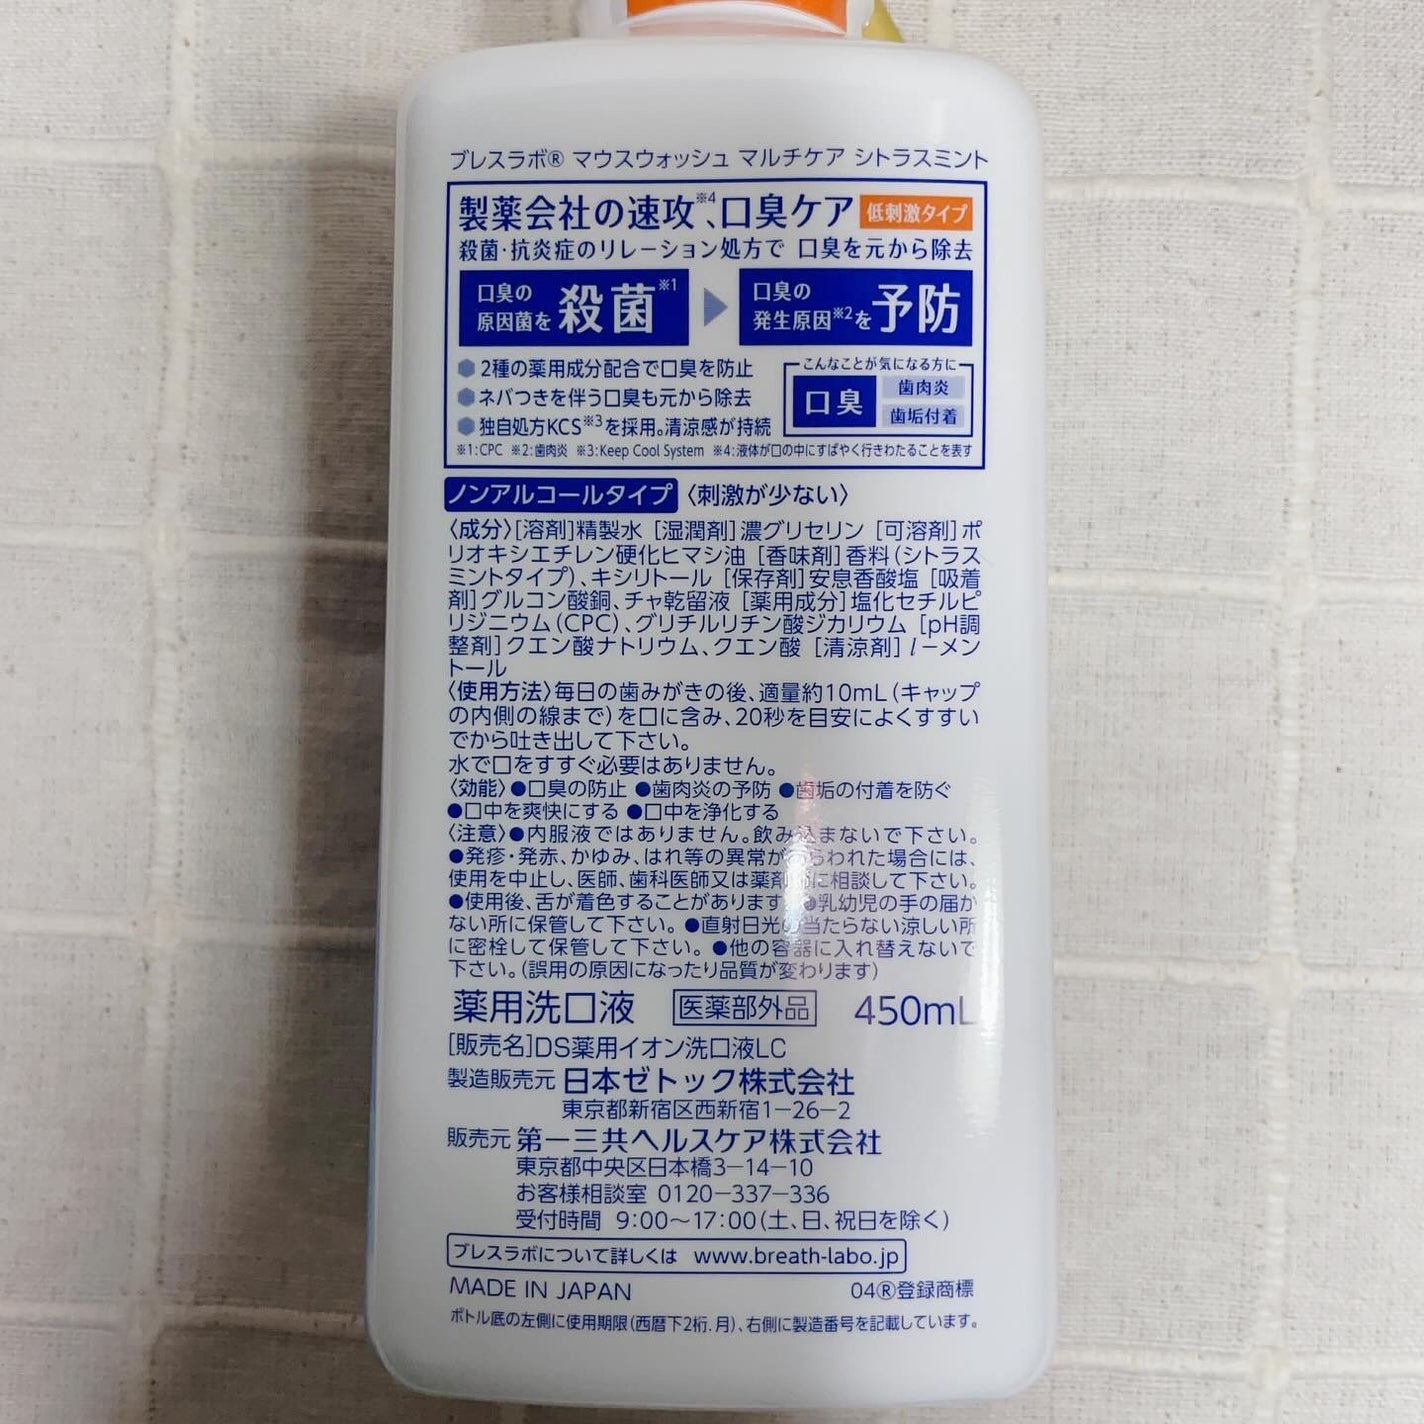 ブレスラボ® マウスウォッシュ マルチケア シトラスミント
製薬会社の速攻※4、口臭ケア 低刺激タイプ
殺菌・抗炎症のリレーション処方で 口臭を元から除去
口臭の
原因菌を 殺菌※1
口臭の
発生原因※2を 予防
2種の薬用成分配合で口臭を防止
ネバつきを伴う口臭も元から除去
独自処方KCS※3を採用。清涼感が持続
こんなことが気になる方に
口臭
歯肉炎
歯垢付着
※1:CPC ※2:歯肉炎 ※3:Keep Cool System ※4:液体が口の中にすばやく行きわたることを表す
ノンアルコールタイプ 〈刺激が少ない〉
〈成分〉[溶剤]精製水 [湿潤剤]濃グリセリン [可溶剤]ポ
リオキシエチレン硬化ヒマシ油 [香味剤]香料(シトラス
ミントタイプ)、キシリトール [保存剤]安息香酸塩 [吸着
剤]グルコン酸銅、チャ乾留液 [薬用成分]塩化セチルピ
リジニウム(CPC)、グリチルリチン酸ジカリウム [pH調
整剤]クエン酸ナトリウム、クエン酸 [清涼剤]l-メン
トール
〈使用方法〉毎日の歯みがきの後、適量約10mL(キャップ
の内側の線まで)を口に含み、20秒を目安によくすすい
でから吐き出して下さい。
水で口をすすぐ必要はありません。
〈効能〉●口臭の防止 ●歯肉炎の予防 ●歯垢の付着を防ぐ
●口中を爽快にする ●口中を浄化する
〈注意〉●内服液ではありません。飲み込まないで下さい。
●発疹・発赤、かゆみ、はれ等の異常があらわれた場合には、
使用を中止し、医師、歯科医師又は薬剤師に相談して下さい。
●使用後、舌が着色することがあります。●乳幼児の手の届か
ない所に保管して下さい。●直射日光の当たらない涼しい所
に密栓して保管して下さい。●他の容器に入れ替えないで
下さい。(誤用の原因になったり品質が変わります)
薬用洗口液 医薬部外品 450mL
[販売名]DS薬用イオン洗口液LC
製造販売元 日本ゼトック株式会社
東京都新宿区西新宿1-26-2
販売元 第一三共ヘルスケア株式会社
東京都中央区日本橋3-14-10
お客様相談室 0120-337-336
受付時間 9:00〜17:00(土、日、祝日を除く)
ブレスラボについて詳しくは www.breath-labo.jp
MADE IN JAPAN 04®登録商標
ボトル底の左側に使用期限(西暦下2桁.月)、右側に製造番号を記載しています。